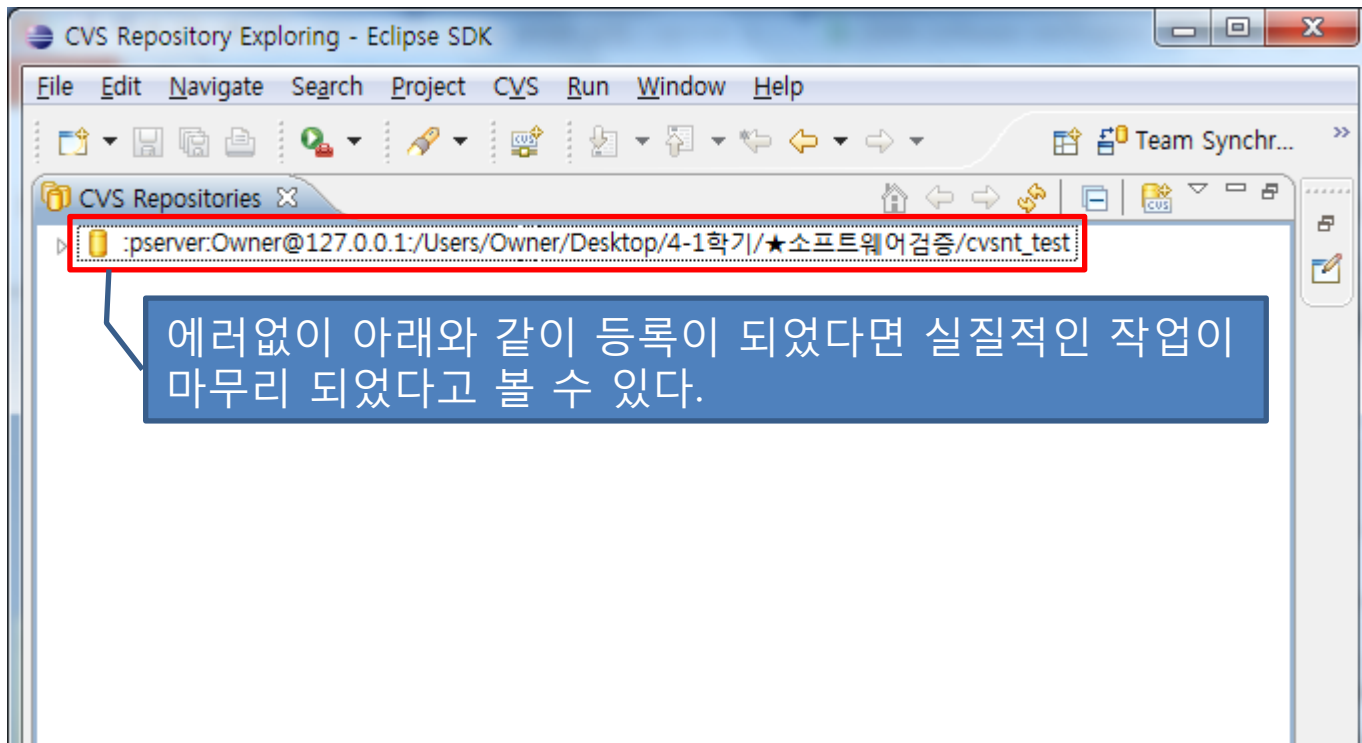 CVS Repository Exploring - Eclipse SDK
File Edit Navigate Search Project CVS Run Window Help
Team Synchr...
CVS Repositories
:pserver:Owner@127.0.0.1:/Users/Owner/Desktop/4-1학기/★소프트웨어검증/cvsnt_test
에러없이 아래와 같이 등록이 되었다면 실질적인 작업이
마무리 되었다고 볼 수 있다.